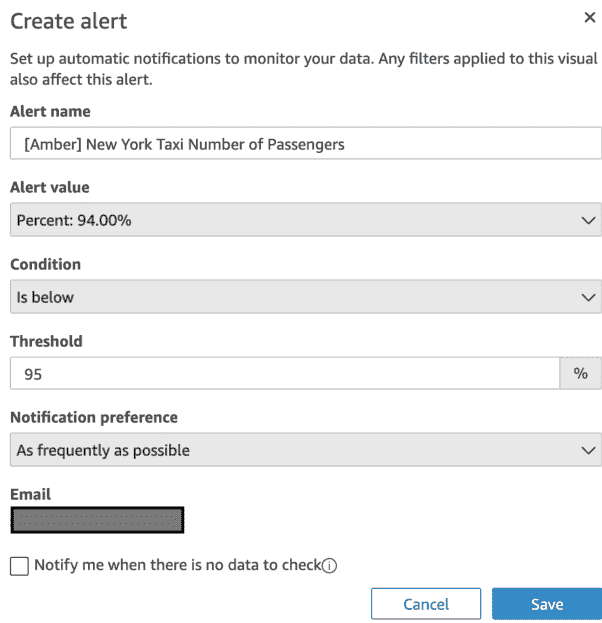 Create alert
Set up automatic notifications to monitor your data. Any filters applied to this visual
also affect this alert.
Alert name
[Amber] New York Taxi Number of Passengers
Alert value
Percent: 94.00%
Condition
Is below
Threshold
95 %
Notification preference
As frequently as possible
Email
Notify me when there is no data to check
Cancel Save